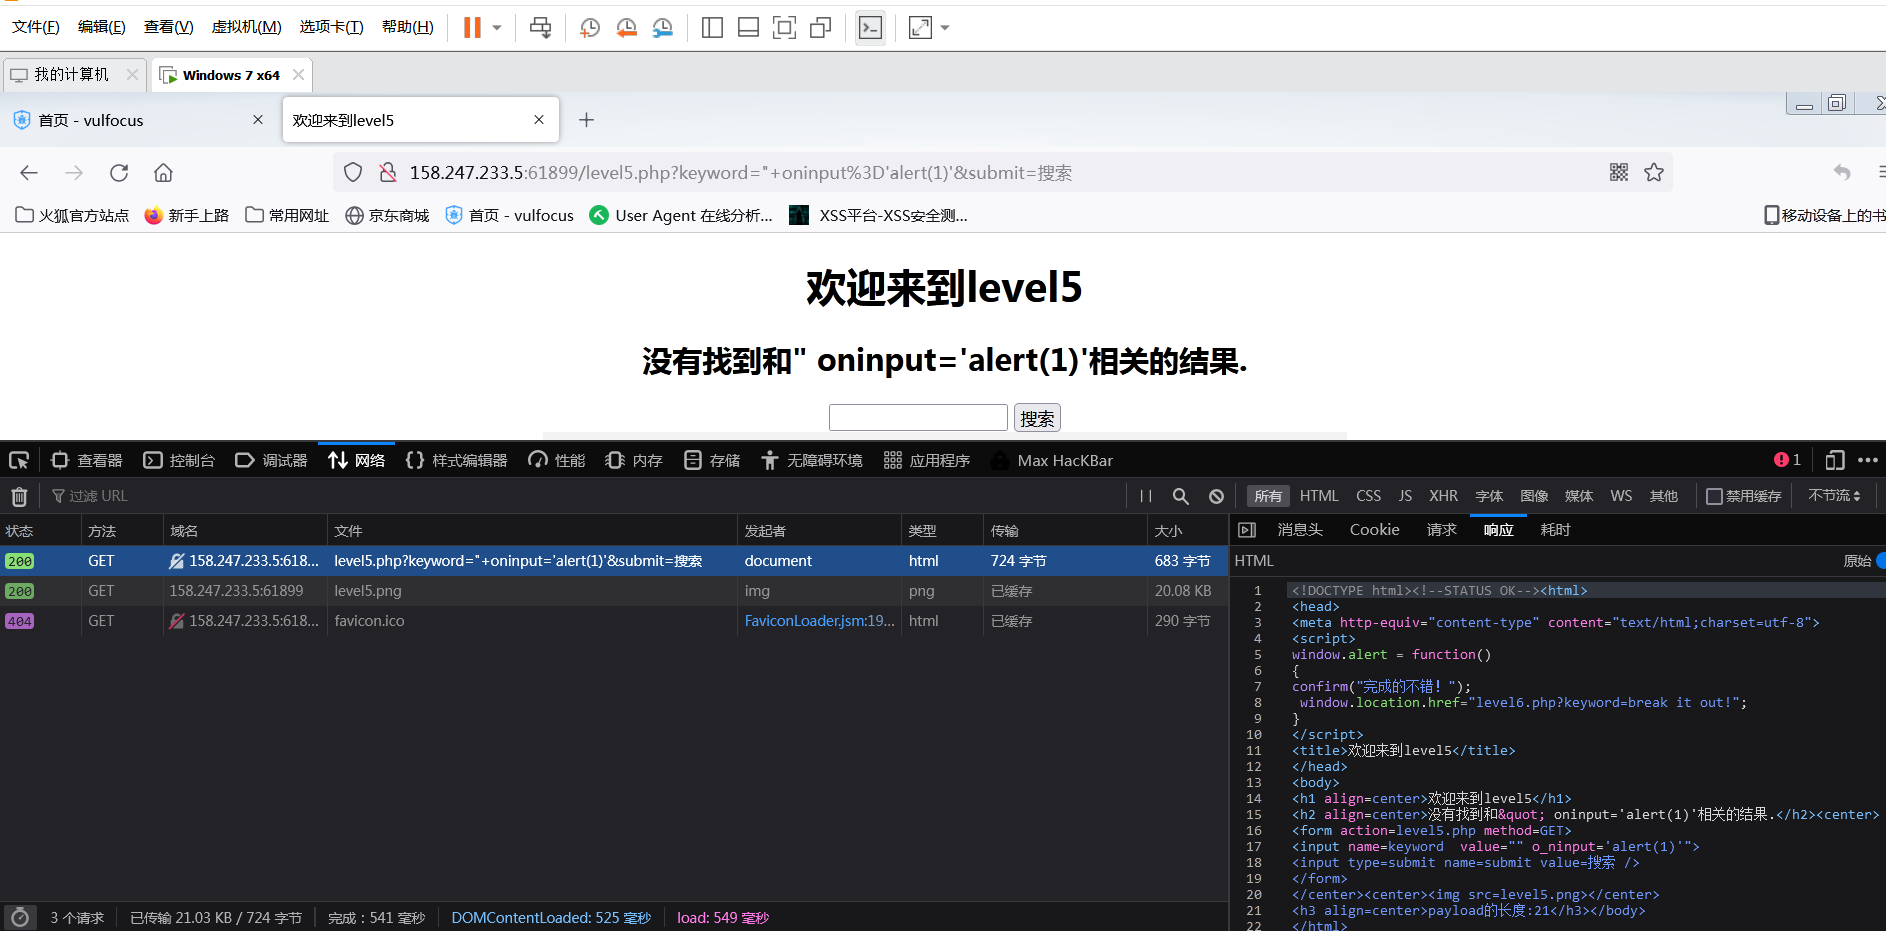 文件(F) 编辑(E) 查看(V) 虚拟机(M) 选项卡(T) 帮助(H)
我的计算机 Windows 7 x64
首页 - vulfocus 欢迎来到level5
158.247.233.5:61899/level5.php?keyword="+oninput%3D'alert(1)'&submit=搜索
火狐官方站点 新手上路 常用网址 京东商城 首页 - vulfocus User Agent 在线分析... XSS平台-XSS安全测... 移动设备上的书
欢迎来到level5
没有找到和" oninput='alert(1)'相关的结果.
搜索
查看器 控制台 调试器 网络 样式编辑器 性能 内存 存储 无障碍环境 应用程序 Max HacKBar 1
过滤 URL 所有 HTML CSS JS XHR 字体 图像 媒体 WS 其他 禁用缓存 不节流
状态 方法 域名 文件 发起者 类型 传输 大小 消息头 Cookie 请求 响应 耗时
200 GET 158.247.233.5:618... level5.php?keyword="+oninput='alert(1)'&submit=搜索 document html 724 字节 683 字节
200 GET 158.247.233.5:61899 level5.png img png 已缓存 20.08 KB
404 GET 158.247.233.5:618... favicon.ico FaviconLoader.jsm:19... html 已缓存 290 字节
HTML 原始
1 <!DOCTYPE html><!--STATUS OK--><html>
2 <head>
3 <meta http-equiv="content-type" content="text/html;charset=utf-8">
4 <script>
5 window.alert = function()
6 {
7 confirm("完成的不错！");
8 window.location.href="level6.php?keyword=break it out!";
9 }
10 </script>
11 <title>欢迎来到level5</title>
12 </head>
13 <body>
14 <h1 align=center>欢迎来到level5</h1>
15 <h2 align=center>没有找到和&quot; oninput='alert(1)'相关的结果.</h2><center>
16 <form action=level5.php method=GET>
17 <input name=keyword  value="" o_ninput='alert(1)'">
18 <input type=submit name=submit value=搜索 />
19 </form>
20 </center><center><img src=level5.png></center>
21 <h3 align=center>payload的长度:21</h3></body>
22 </html>
3 个请求 已传输 21.03 KB / 724 字节 完成：541 毫秒 DOMContentLoaded: 525 毫秒 load: 549 毫秒